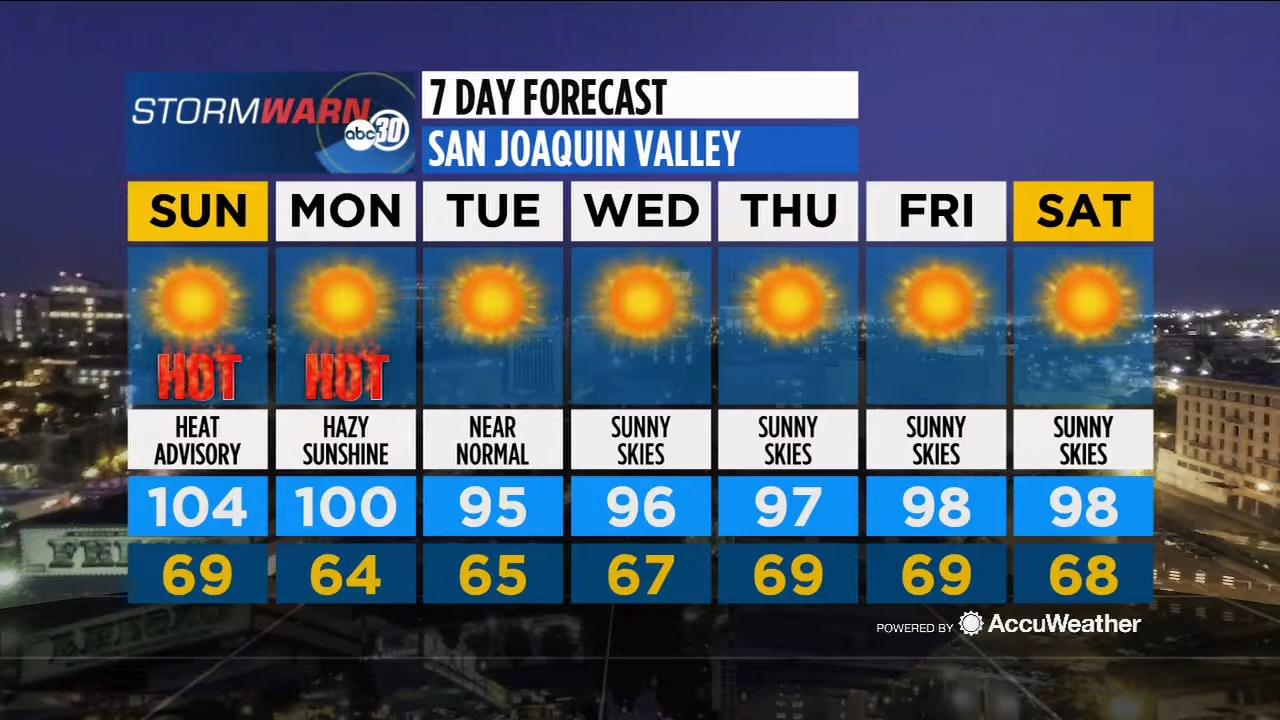 STORMWARN
abc30
7 DAY FORECAST
SAN JOAQUIN VALLEY
SUN MON TUE WED THU FRI SAT
HOT HOT
HEAT MON HAZY NEAR SUNNY SUNNY SUNNY SUNNY
ADVISORY SUNSHINE NORMAL SKIES SKIES SKIES SKIES
104 100 95 96 97 98 98
69 64 65 67 69 69 68
POWERED BY AccuWeather